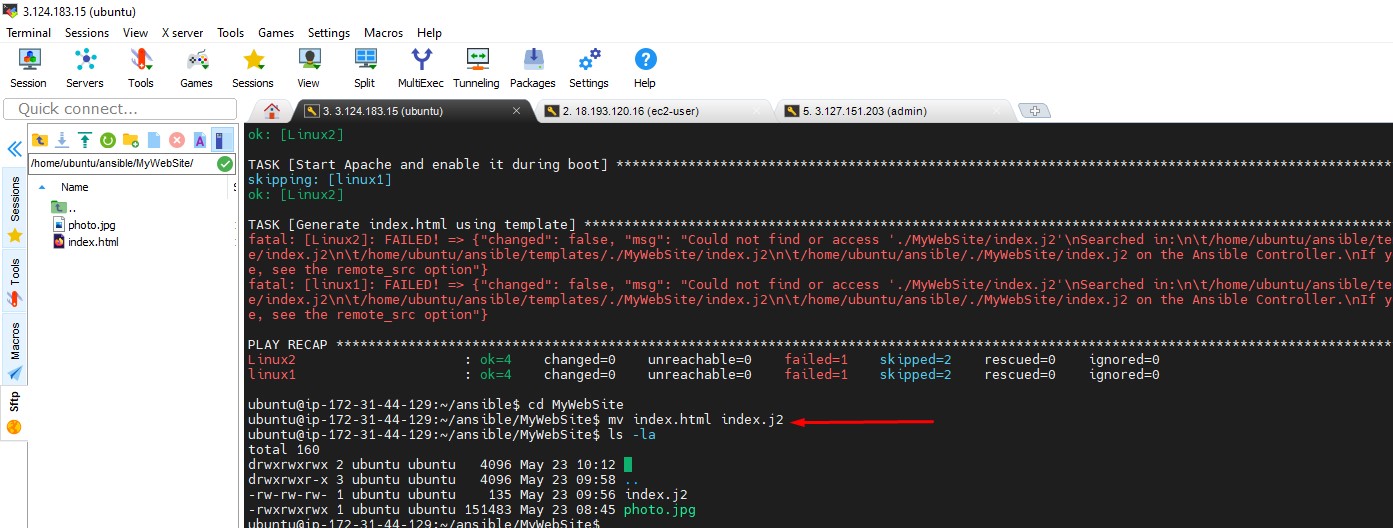 3.124.183.15 (ubuntu)
Terminal Sessions View X server Tools Games Settings Macros Help
Session Servers Tools Games Sessions View Split MultiExec Tunneling Packages Settings Help
Quick connect...
3. 3.124.183.15 (ubuntu)
2. 18.193.120.16 (ec2-user)
5. 3.127.151.203 (admin)
/home/ubuntu/ansible/MyWebSite/
Name
..
photo.jpg
index.html
Sessions
Tools
Macros
Sftp
ok: [Linux2]
TASK [Start Apache and enable it during boot] **************************************************************************************************
skipping: [linux1]
ok: [Linux2]
TASK [Generate index.html using template] ******************************************************************************************************
fatal: [Linux2]: FAILED! => {"changed": false, "msg": "Could not find or access './MyWebSite/index.j2'\nSearched in:\n\t/home/ubuntu/ansible/te
e/index.j2\n\t/home/ubuntu/ansible/templates/./MyWebSite/index.j2\n\t/home/ubuntu/ansible/./MyWebSite/index.j2 on the Ansible Controller.\nIf y
e, see the remote_src option"}
fatal: [linux1]: FAILED! => {"changed": false, "msg": "Could not find or access './MyWebSite/index.j2'\nSearched in:\n\t/home/ubuntu/ansible/te
e/index.j2\n\t/home/ubuntu/ansible/templates/./MyWebSite/index.j2\n\t/home/ubuntu/ansible/./MyWebSite/index.j2 on the Ansible Controller.\nIf y
e, see the remote_src option"}
PLAY RECAP *************************************************************************************************************************************
Linux2 : ok=4 changed=0 unreachable=0 failed=1 skipped=2 rescued=0 ignored=0
linux1 : ok=4 changed=0 unreachable=0 failed=1 skipped=2 rescued=0 ignored=0
ubuntu@ip-172-31-44-129:~/ansible$ cd MyWebSite
ubuntu@ip-172-31-44-129:~/ansible/MyWebSite$ mv index.html index.j2
ubuntu@ip-172-31-44-129:~/ansible/MyWebSite$ ls -la
total 160
drwxrwxrwx 2 ubuntu ubuntu 4096 May 23 10:12
drwxrwxr-x 3 ubuntu ubuntu 4096 May 23 09:58 ..
-rw-rw-rw- 1 ubuntu ubuntu 135 May 23 09:56 index.j2
-rwxrwxrwx 1 ubuntu ubuntu 151483 May 23 08:45 photo.jpg
ubuntu@ip-172-31-44-129:~/ansible/MyWebSite$